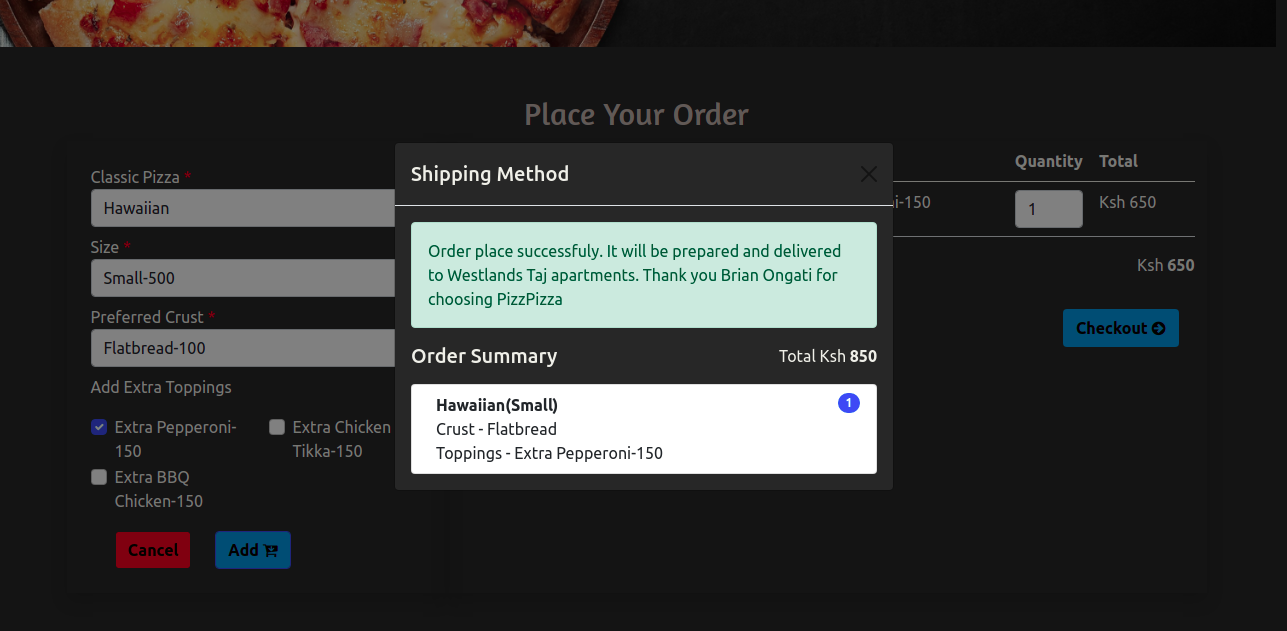 Place Your Order
Classic Pizza *
Hawaiian
Size *
Small-500
Preferred Crust *
Flatbread-100
Add Extra Toppings
Extra Pepperoni-
150
Extra Chicken
Tikka-150
Extra BBQ
Chicken-150
Cancel
Add
Shipping Method
Order place successfuly. It will be prepared and delivered
to Westlands Taj apartments. Thank you Brian Ongati for
choosing PizzPizza
Order Summary
Total Ksh 850
Hawaiian(Small)
1
Crust - Flatbread
Toppings - Extra Pepperoni-150
Quantity
Total
i-150
1
Ksh 650
Ksh 650
Checkout